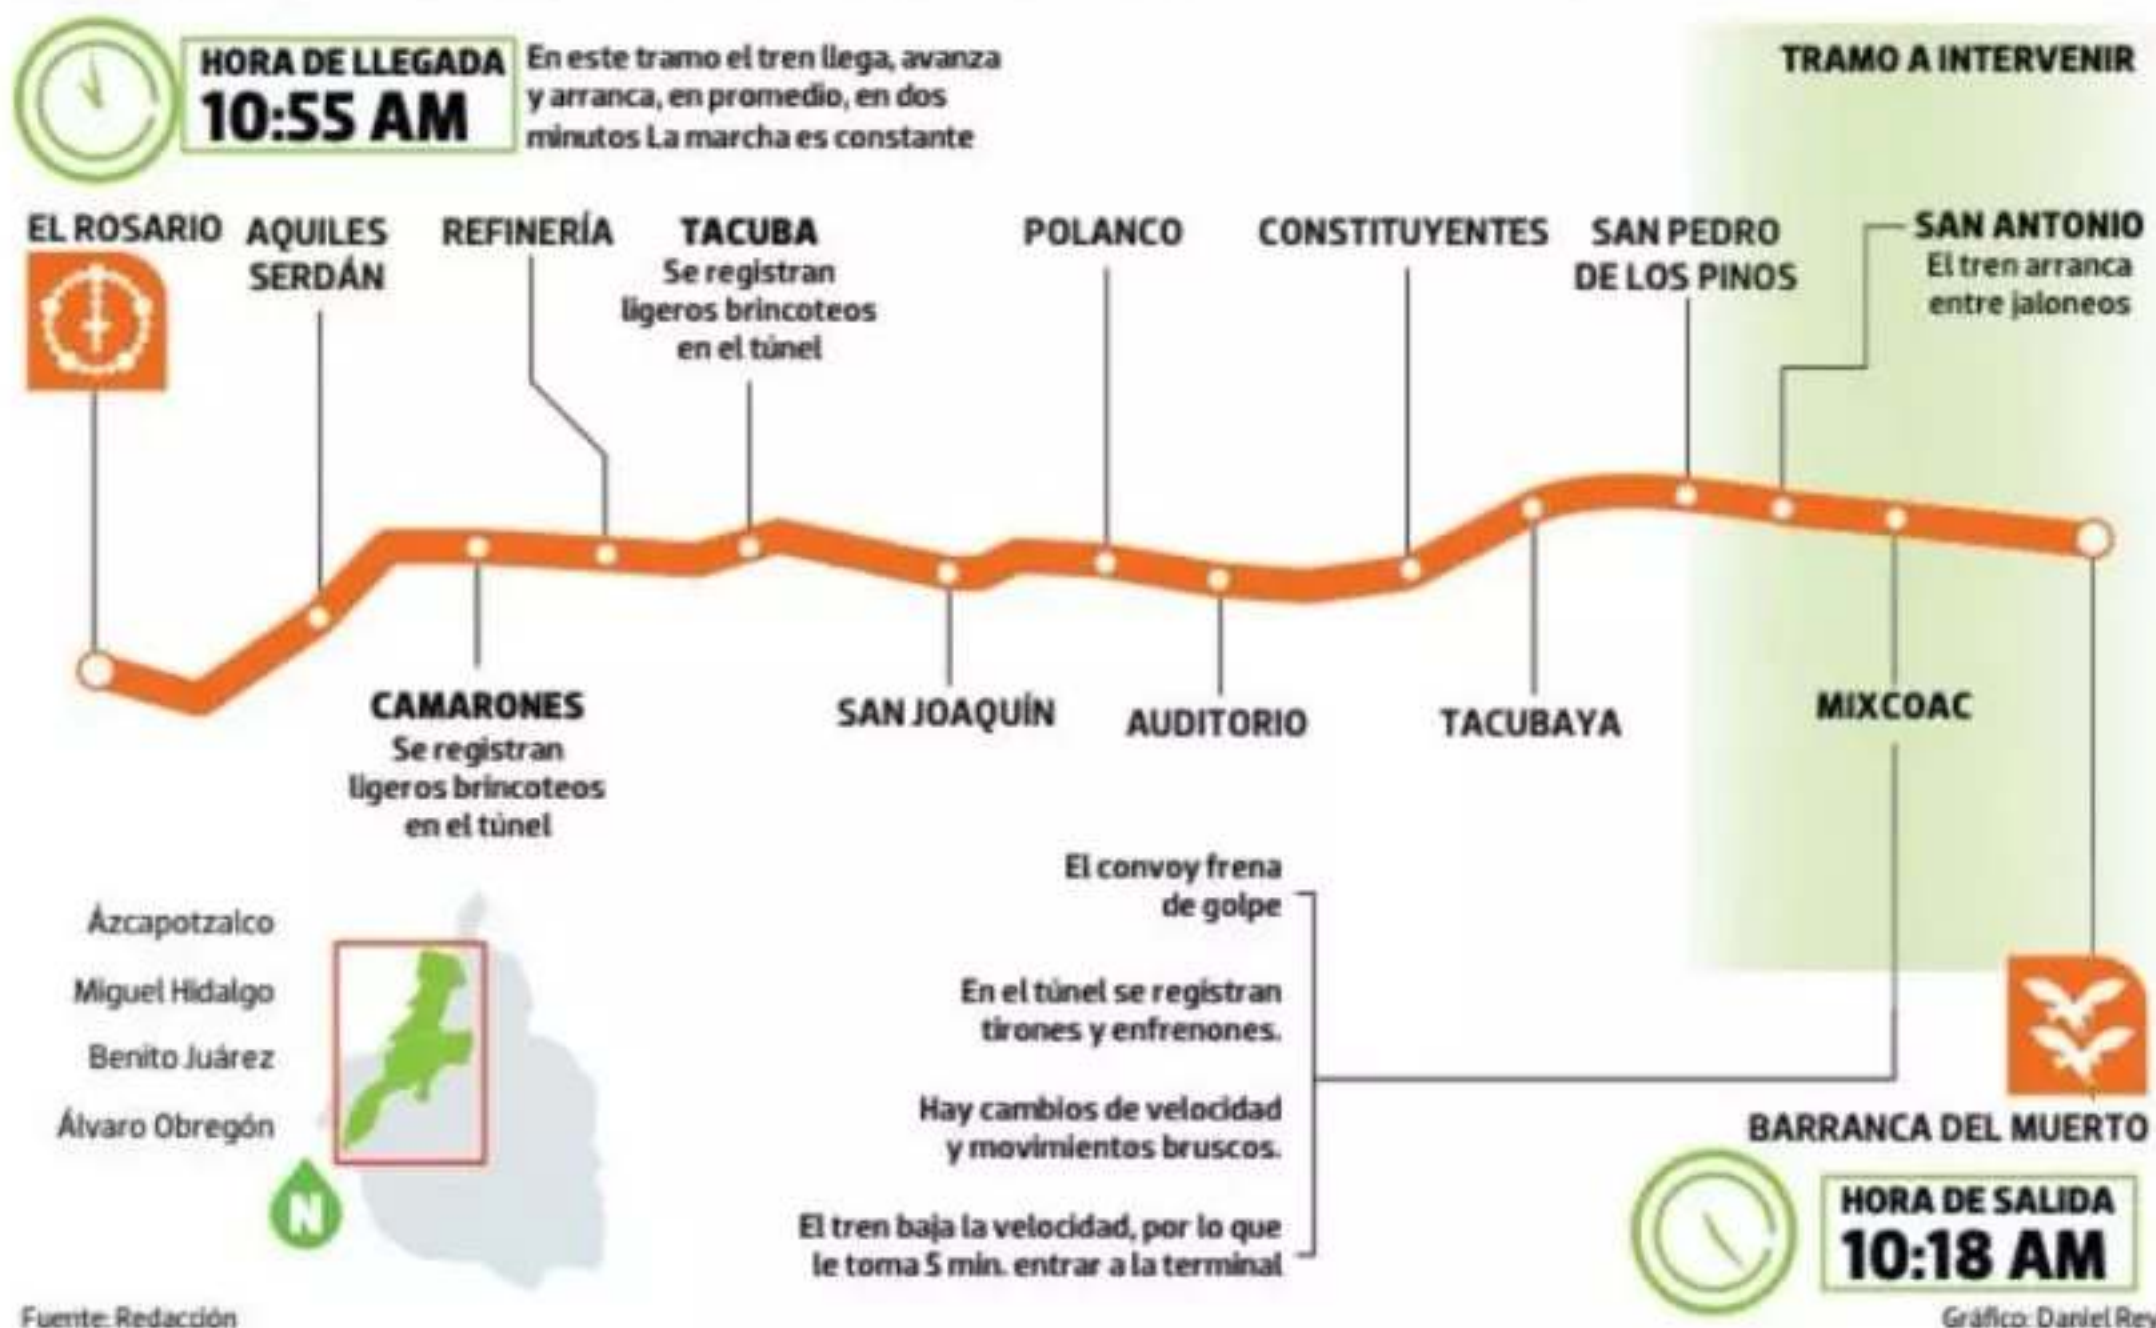 HORA DE LLEGADA
10:55 AM
En este tramo el tren llega, avanza
y arranca, en promedio, en dos
minutos La marcha es constante
TRAMO A INTERVENIR
EL ROSARIO
AQUILES
SERDÁN
REFINERÍA
TACUBA
Se registran
ligeros brincoteos
en el túnel
POLANCO
CONSTITUYENTES
SAN PEDRO
DE LOS PINOS
SAN ANTONIO
El tren arranca
entre jaloneos
CAMARONES
Se registran
ligeros brincoteos
en el túnel
SAN JOAQUÍN
AUDITORIO
TACUBAYA
MIXCOAC
El convoy frena
de golpe
En el túnel se registran
tirones y enfrenones.
Hay cambios de velocidad
y movimientos bruscos.
El tren baja la velocidad, por lo que
le toma 5 min. entrar a la terminal
Ázcapotzalco
Miguel Hidalgo
Benito Juárez
Álvaro Obregón
N
BARRANCA DEL MUERTO
HORA DE SALIDA
10:18 AM
Fuente: Redacción
Gráfico: Daniel Rey